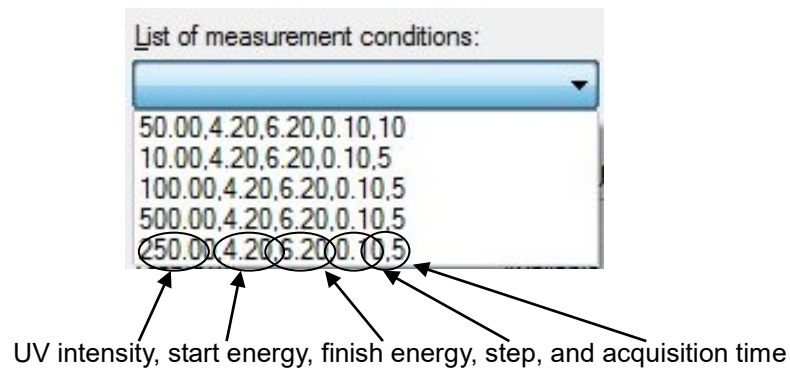 List of measurement conditions:
50.00,4.20,6.20,0.10,10
10.00,4.20,6.20,0.10,5
100.00,4.20,6.20,0.10,5
500.00,4.20,6.20,0.10,5
250.00,4.20,6.20,0.10,5
UV intensity, start energy, finish energy, step, and acquisition time